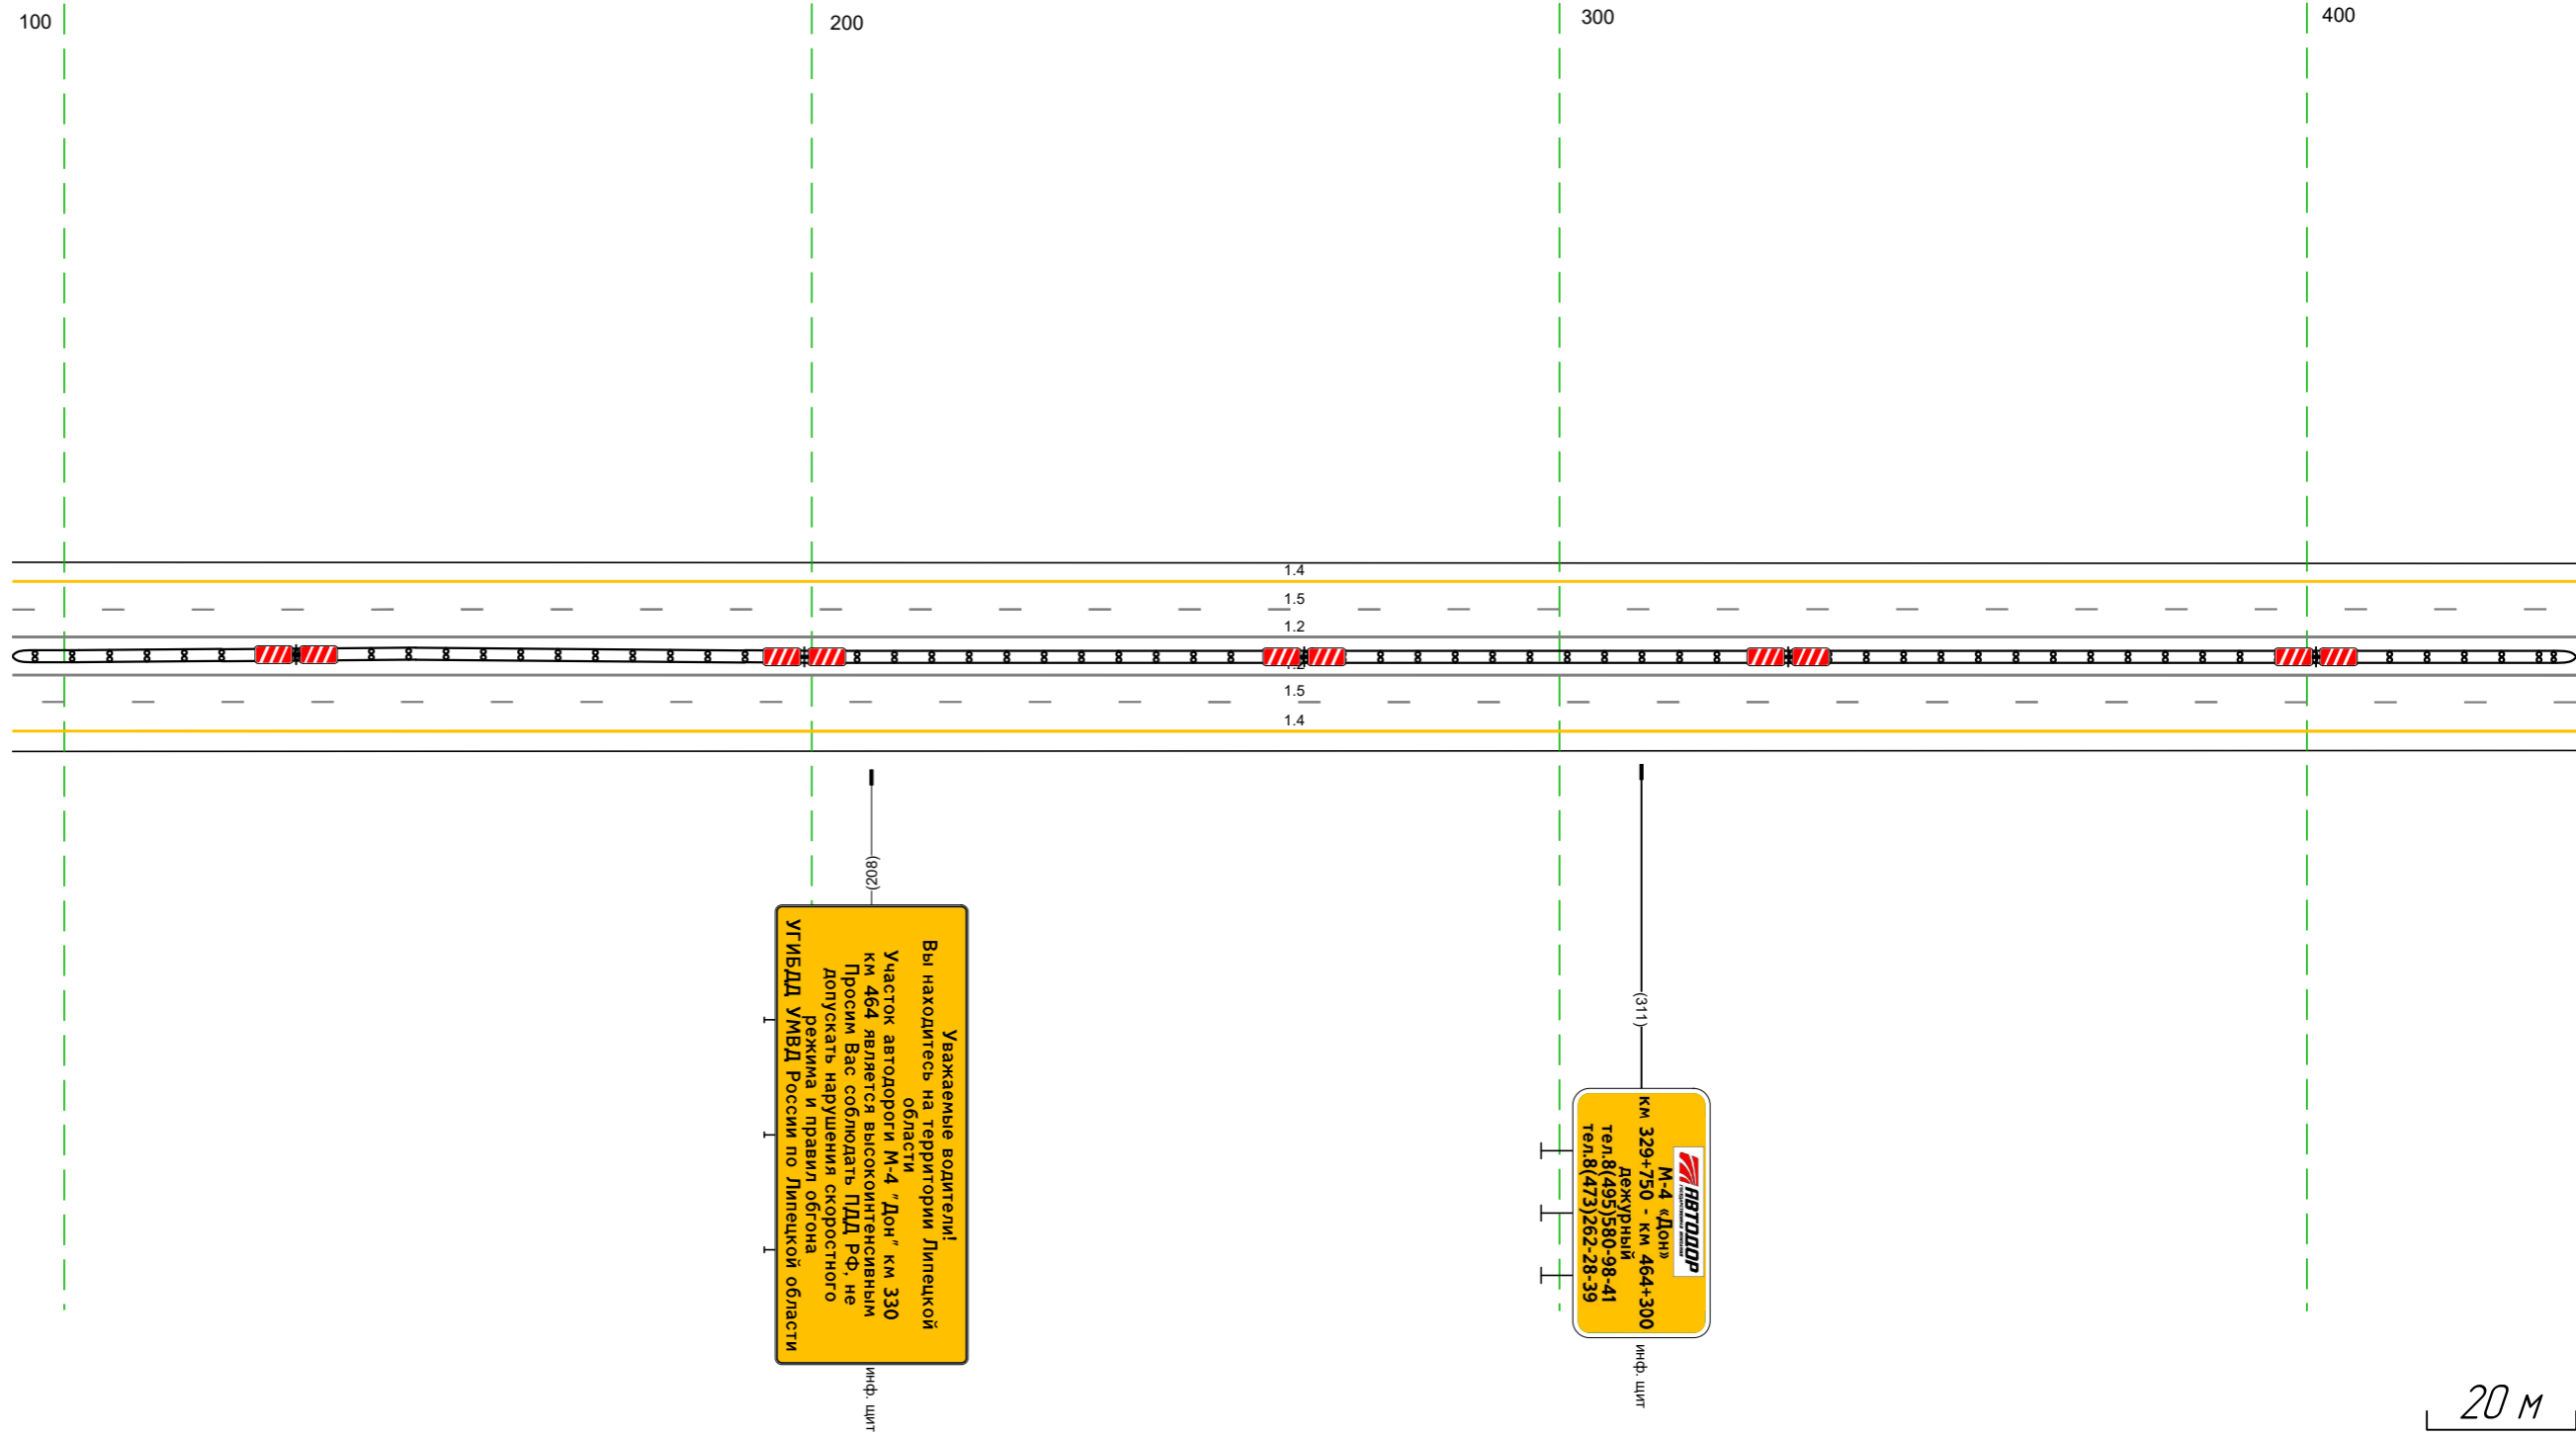 100
200
300
400
1.4
1.5
1.2
1.2
1.5
1.4
(208)
Уважаемые водители!
Вы находитесь на территории Липецкой
области
Участок автодороги М-4 "Дон" км 330
км 464 является высокоинтенсивным
Просим Вас соблюдать ПДД РФ, не
допускать нарушения скоростного
режима и правил обгона
УГИБДД УМВД России по Липецкой области
инф. щит
(311)
АВТОДОР
М-4 «Дон»
км 329+750 - км 464+300
дежурный
тел.8(495)580-98-41
тел.8(473)262-28-39
инф. щит
20 м